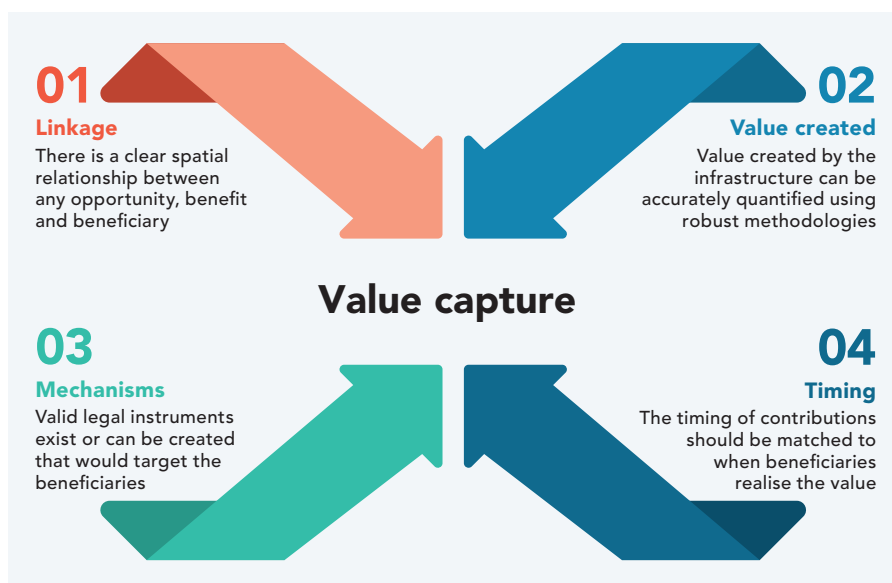 01
Linkage
There is a clear spatial
relationship between
any opportunity, benefit
and beneficiary
02
Value created
Value created by the
infrastructure can be
accurately quantified using
robust methodologies
Value capture
03
Mechanisms
Valid legal instruments
exist or can be created
that would target the
beneficiaries
04
Timing
The timing of contributions
should be matched to
when beneficiaries
realise the value